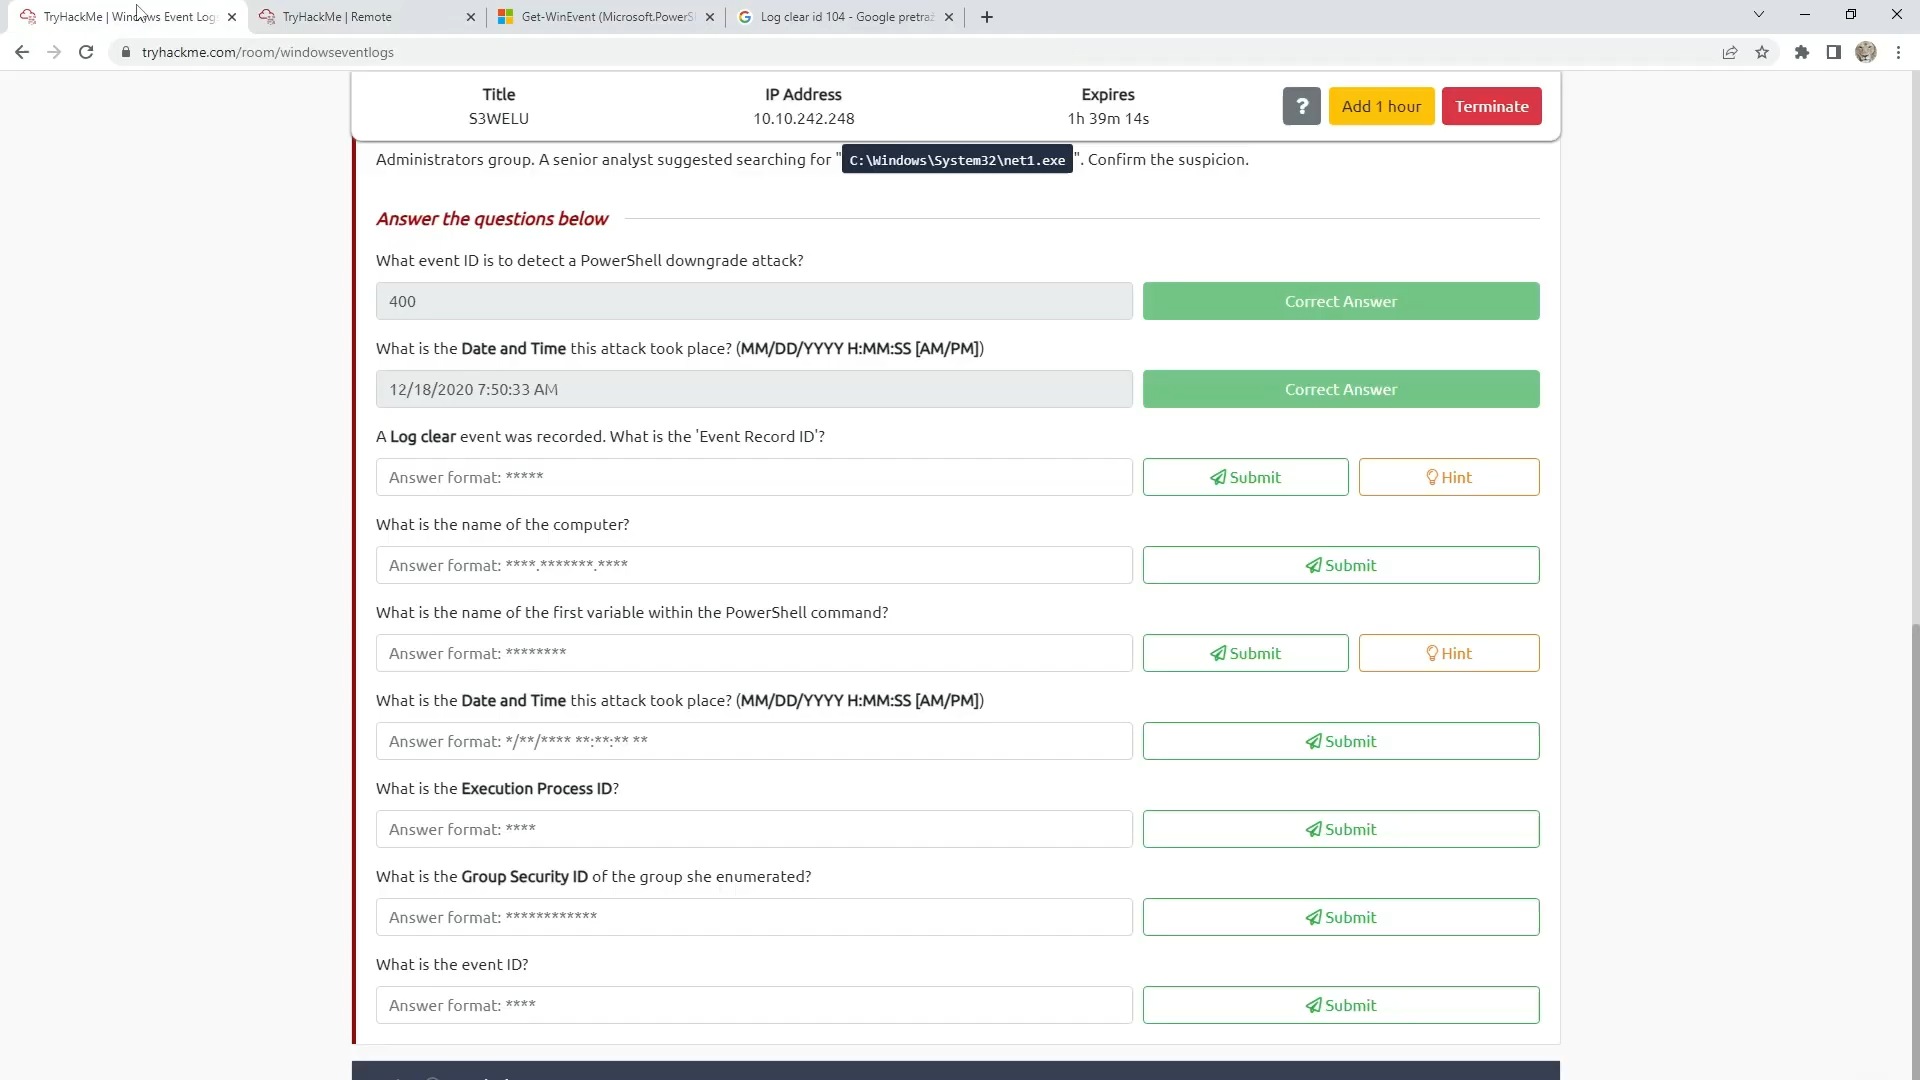 TryHackMe | Windows Event Log
TryHackMe | Remote
Get-WinEvent (Microsoft.PowerS
Log clear id 104 - Google pretra
tryhackme.com/room/windowseventlogs
Title
S3WELU
IP Address
10.10.242.248
Expires
1h 39m 14s
?
Add 1 hour
Terminate
Administrators group. A senior analyst suggested searching for "C:\Windows\System32\net1.exe". Confirm the suspicion.
Answer the questions below
What event ID is to detect a PowerShell downgrade attack?
400
Correct Answer
What is the Date and Time this attack took place? (MM/DD/YYYY H:MM:SS [AM/PM])
12/18/2020 7:50:33 AM
Correct Answer
A Log clear event was recorded. What is the 'Event Record ID'?
Answer format: *****
Submit
Hint
What is the name of the computer?
Answer format: ****.*******.****
Submit
What is the name of the first variable within the PowerShell command?
Answer format: ********
Submit
Hint
What is the Date and Time this attack took place? (MM/DD/YYYY H:MM:SS [AM/PM])
Answer format: */**/**** **:**:** **
Submit
What is the Execution Process ID?
Answer format: ****
Submit
What is the Group Security ID of the group she enumerated?
Answer format: ************
Submit
What is the event ID?
Answer format: ****
Submit